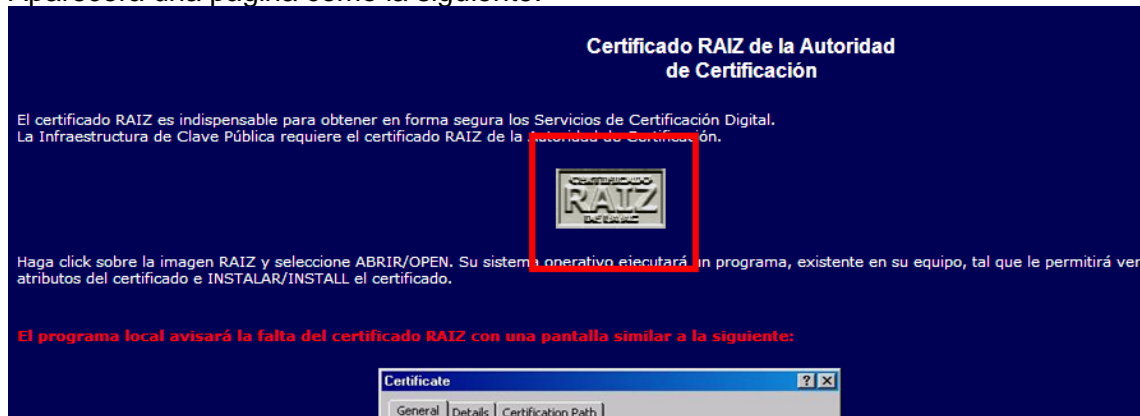 Aparecerá una página como la siguiente:
Certificado RAIZ de la Autoridad
de Certificación
El certificado RAIZ es indispensable para obtener en forma segura los Servicios de Certificación Digital.
La Infraestructura de Clave Pública requiere el certificado RAIZ de la Autoridad de Certificación.
CERTIFICADO
RAIZ
DE LA AC
Haga click sobre la imagen RAIZ y seleccione ABRIR/OPEN. Su sistema operativo ejecutará un programa, existente en su equipo, tal que le permitirá ver
atributos del certificado e INSTALAR/INSTALL el certificado.
El programa local avisará la falta del certificado RAIZ con una pantalla similar a la siguiente:
Certificate
General Details Certification Path